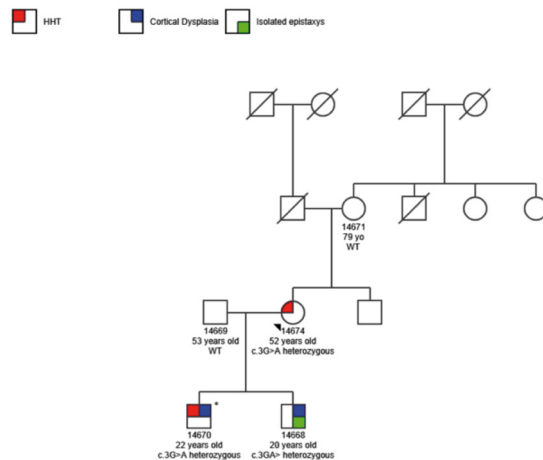 HHT
Cortical Dysplasia
Isolated epistaxys
14671
79 yo
WT
14669
53 years old
WT
14674
52 years old
c.3G>A heterozygous
*
14670
22 years old
c.3G>A heterozygous
14668
20 years old
c.3GA> heterozygous